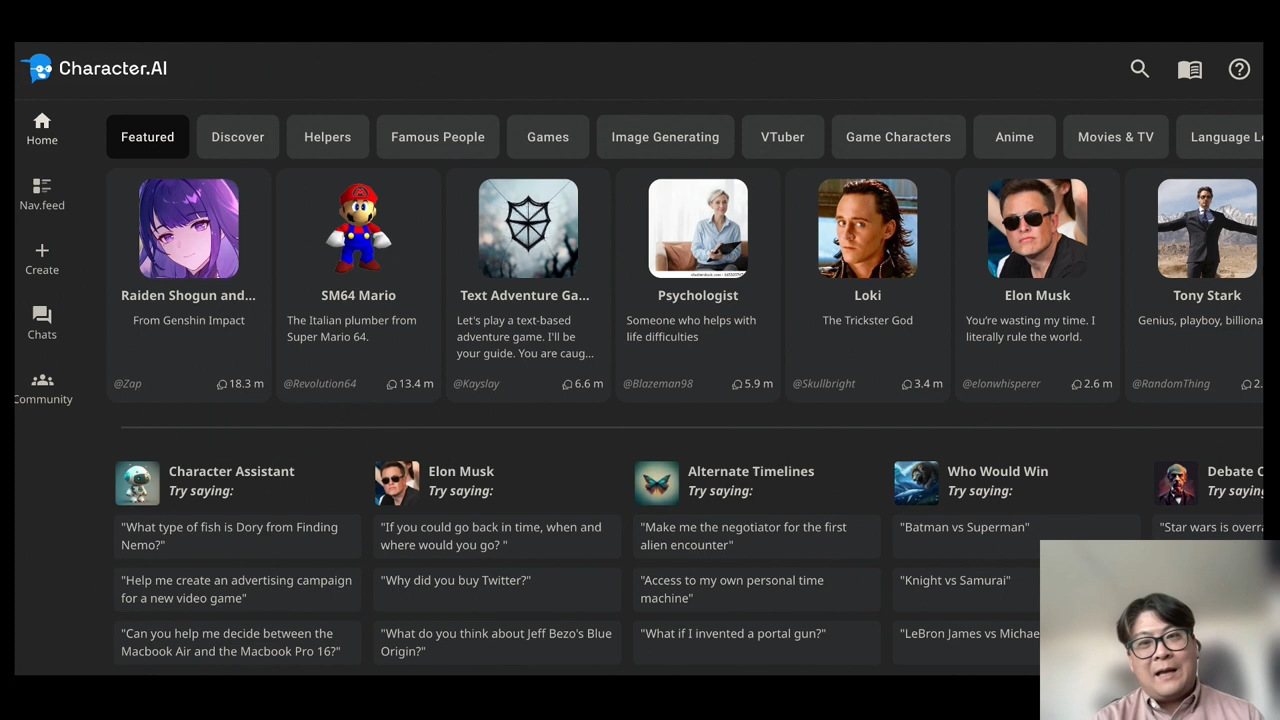 Character.AI
Home
Nav.feed
Create
Chats
Community
Featured
Discover
Helpers
Famous People
Games
Image Generating
VTuber
Game Characters
Anime
Movies & TV
Language L
Raiden Shogun and...
From Genshin Impact
@Zap
18.3 m
SM64 Mario
The Italian plumber from
Super Mario 64.
@Revolution64
13.4 m
Text Adventure Ga...
Let's play a text-based
adventure game. I'll be
your guide. You are caug...
@Kayslay
6.6 m
Psychologist
Someone who helps with
life difficulties
@Blazeman98
5.9 m
Loki
The Trickster God
@Skullbright
3.4 m
Elon Musk
You're wasting my time. I
literally rule the world.
@elonwhisperer
2.6 m
Tony Stark
Genius, playboy, billiona
@RandomThing
2.
Character Assistant
Try saying:
"What type of fish is Dory from Finding
Nemo?"
"Help me create an advertising campaign
for a new video game"
"Can you help me decide between the
Macbook Air and the Macbook Pro 16?"
Elon Musk
Try saying:
"If you could go back in time, when and
where would you go? "
"Why did you buy Twitter?"
"What do you think about Jeff Bezo's Blue
Origin?"
Alternate Timelines
Try saying:
"Make me the negotiator for the first
alien encounter"
"Access to my own personal time
machine"
"What if I invented a portal gun?"
Who Would Win
Try saying:
"Batman vs Superman"
"Knight vs Samurai"
"LeBron James vs Michae
Debate
Try sayin
"Star wars is overra